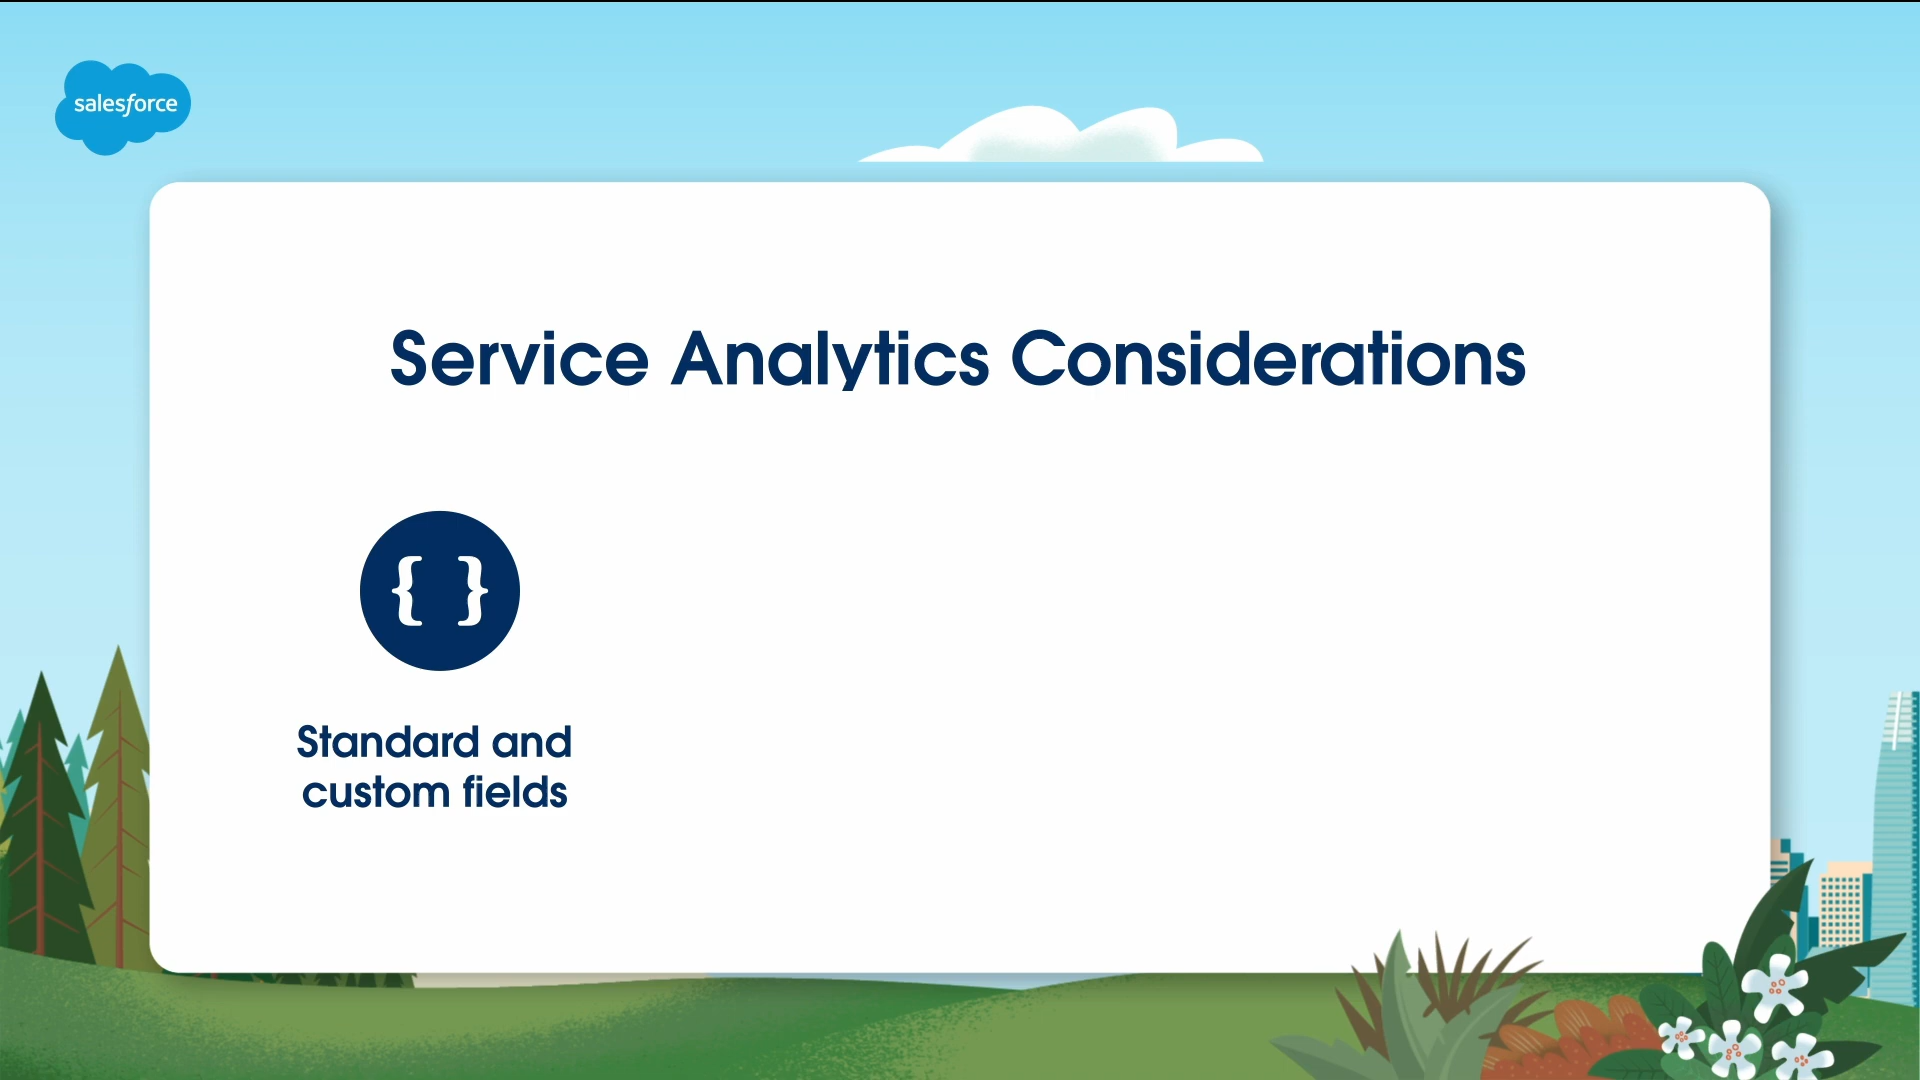 salesforce
Service Analytics Considerations
{ }
Standard and
custom fields